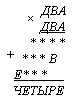 × ДВА
ДВА
* * * *
+ * * * В
Е * * *
ЧЕТЫРЕ